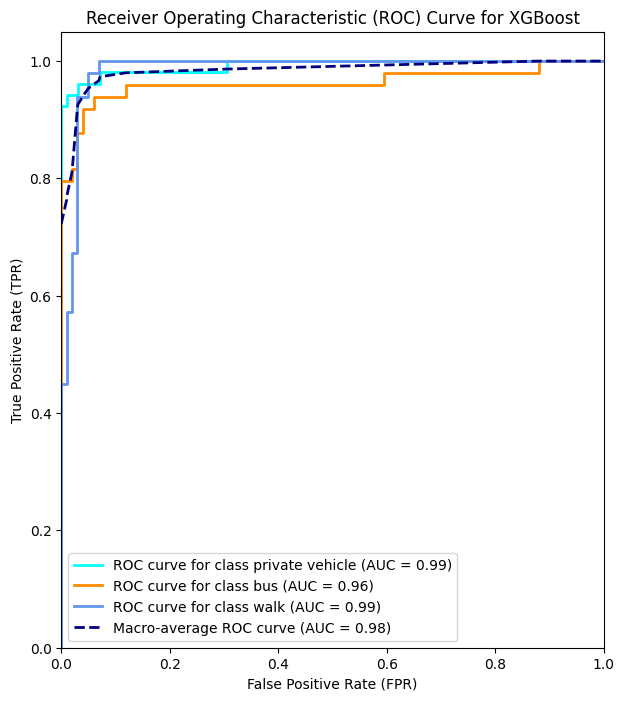 Receiver Operating Characteristic (ROC) Curve for XGBoost
1.0
0.8
0.6
0.4
0.2
0.0
True Positive Rate (TPR)
ROC curve for class private vehicle (AUC = 0.99)
ROC curve for class bus (AUC = 0.96)
ROC curve for class walk (AUC = 0.99)
Macro-average ROC curve (AUC = 0.98)
0.0 0.2 0.4 0.6 0.8 1.0
False Positive Rate (FPR)